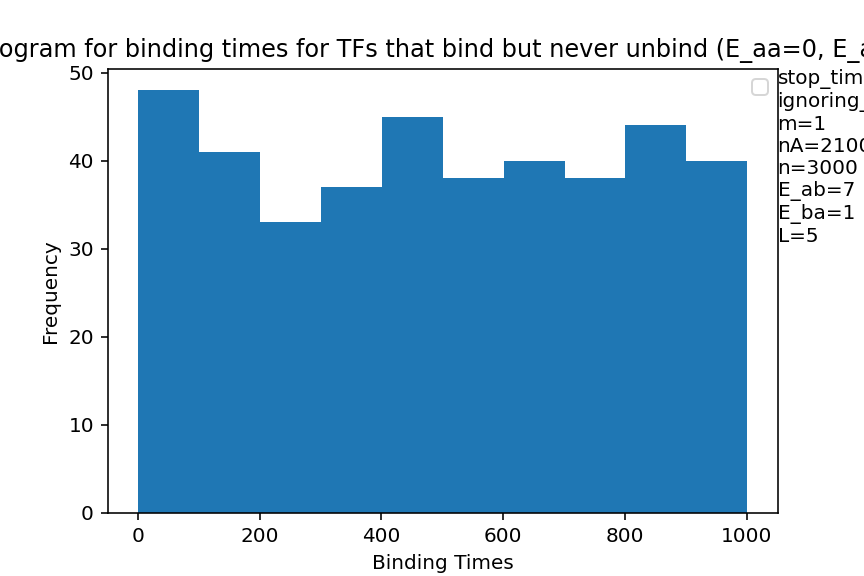 ogram for binding times for TFs that bind but never unbind (E_aa=0, E_a
50
40
30
20
10
0
Frequency
0 200 400 600 800 1000
Binding Times
stop_tim
ignoring_
m=1
nA=2100
n=3000
E_ab=7
E_ba=1
L=5